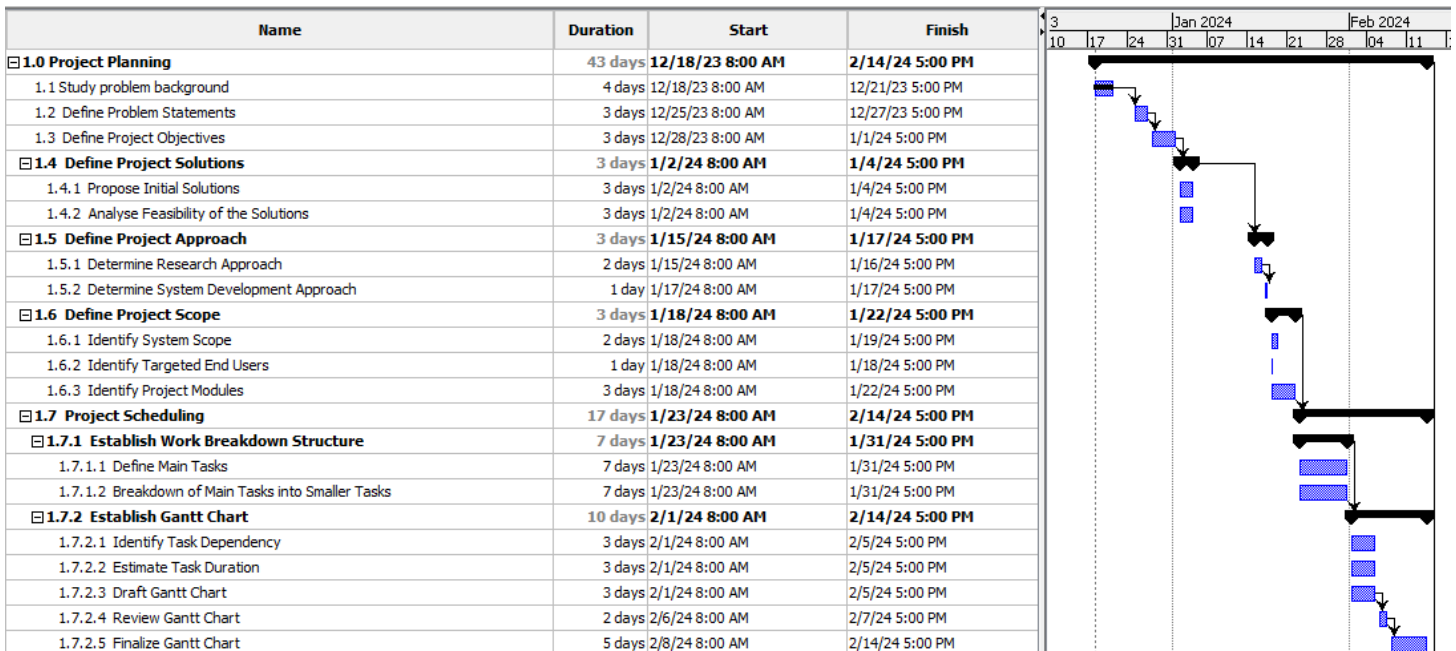 Name Duration Start Finish
3 Jan 2024 Feb 2024
10 17 24 31 07 14 21 28 04 11
1.0 Project Planning 43 days 12/18/23 8:00 AM 2/14/24 5:00 PM
1.1 Study problem background 4 days 12/18/23 8:00 AM 12/21/23 5:00 PM
1.2 Define Problem Statements 3 days 12/25/23 8:00 AM 12/27/23 5:00 PM
1.3 Define Project Objectives 3 days 12/28/23 8:00 AM 1/1/24 5:00 PM
1.4 Define Project Solutions 3 days 1/2/24 8:00 AM 1/4/24 5:00 PM
1.4.1 Propose Initial Solutions 3 days 1/2/24 8:00 AM 1/4/24 5:00 PM
1.4.2 Analyse Feasibility of the Solutions 3 days 1/2/24 8:00 AM 1/4/24 5:00 PM
1.5 Define Project Approach 3 days 1/15/24 8:00 AM 1/17/24 5:00 PM
1.5.1 Determine Research Approach 2 days 1/15/24 8:00 AM 1/16/24 5:00 PM
1.5.2 Determine System Development Approach 1 day 1/17/24 8:00 AM 1/17/24 5:00 PM
1.6 Define Project Scope 3 days 1/18/24 8:00 AM 1/22/24 5:00 PM
1.6.1 Identify System Scope 2 days 1/18/24 8:00 AM 1/19/24 5:00 PM
1.6.2 Identify Targeted End Users 1 day 1/18/24 8:00 AM 1/18/24 5:00 PM
1.6.3 Identify Project Modules 3 days 1/18/24 8:00 AM 1/22/24 5:00 PM
1.7 Project Scheduling 17 days 1/23/24 8:00 AM 2/14/24 5:00 PM
1.7.1 Establish Work Breakdown Structure 7 days 1/23/24 8:00 AM 1/31/24 5:00 PM
1.7.1.1 Define Main Tasks 7 days 1/23/24 8:00 AM 1/31/24 5:00 PM
1.7.1.2 Breakdown of Main Tasks into Smaller Tasks 7 days 1/23/24 8:00 AM 1/31/24 5:00 PM
1.7.2 Establish Gantt Chart 10 days 2/1/24 8:00 AM 2/14/24 5:00 PM
1.7.2.1 Identify Task Dependency 3 days 2/1/24 8:00 AM 2/5/24 5:00 PM
1.7.2.2 Estimate Task Duration 3 days 2/1/24 8:00 AM 2/5/24 5:00 PM
1.7.2.3 Draft Gantt Chart 3 days 2/1/24 8:00 AM 2/5/24 5:00 PM
1.7.2.4 Review Gantt Chart 2 days 2/6/24 8:00 AM 2/7/24 5:00 PM
1.7.2.5 Finalize Gantt Chart 5 days 2/8/24 8:00 AM 2/14/24 5:00 PM